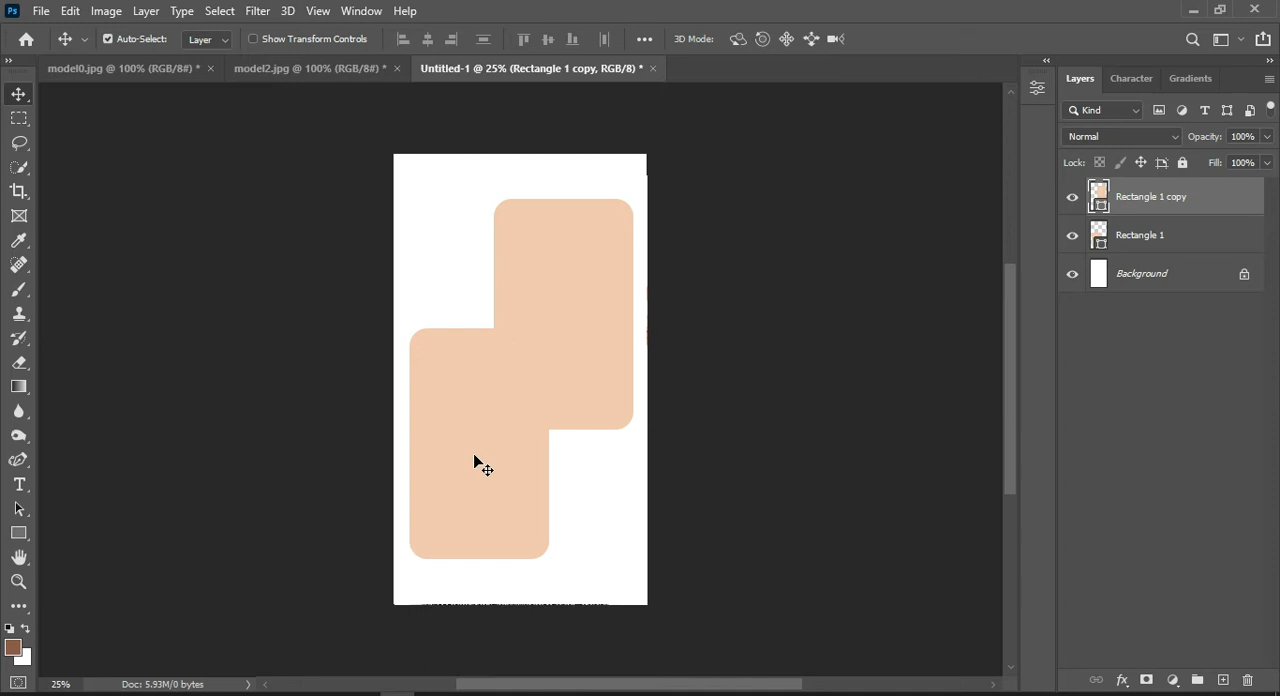 Ps File Edit Image Layer Type Select Filter 3D View Window Help
Auto-Select: Layer Show Transform Controls 3D Mode:
model0.jpg @ 100% (RGB/8#) * × model2.jpg @ 100% (RGB/8#) * × Untitled-1 @ 25% (Rectangle 1 copy, RGB/8) * ×
Layers Character Gradients
Kind
Normal Opacity: 100%
Lock: Fill: 100%
Rectangle 1 copy
Rectangle 1
Background
25% Doc: 5.93M/0 bytes